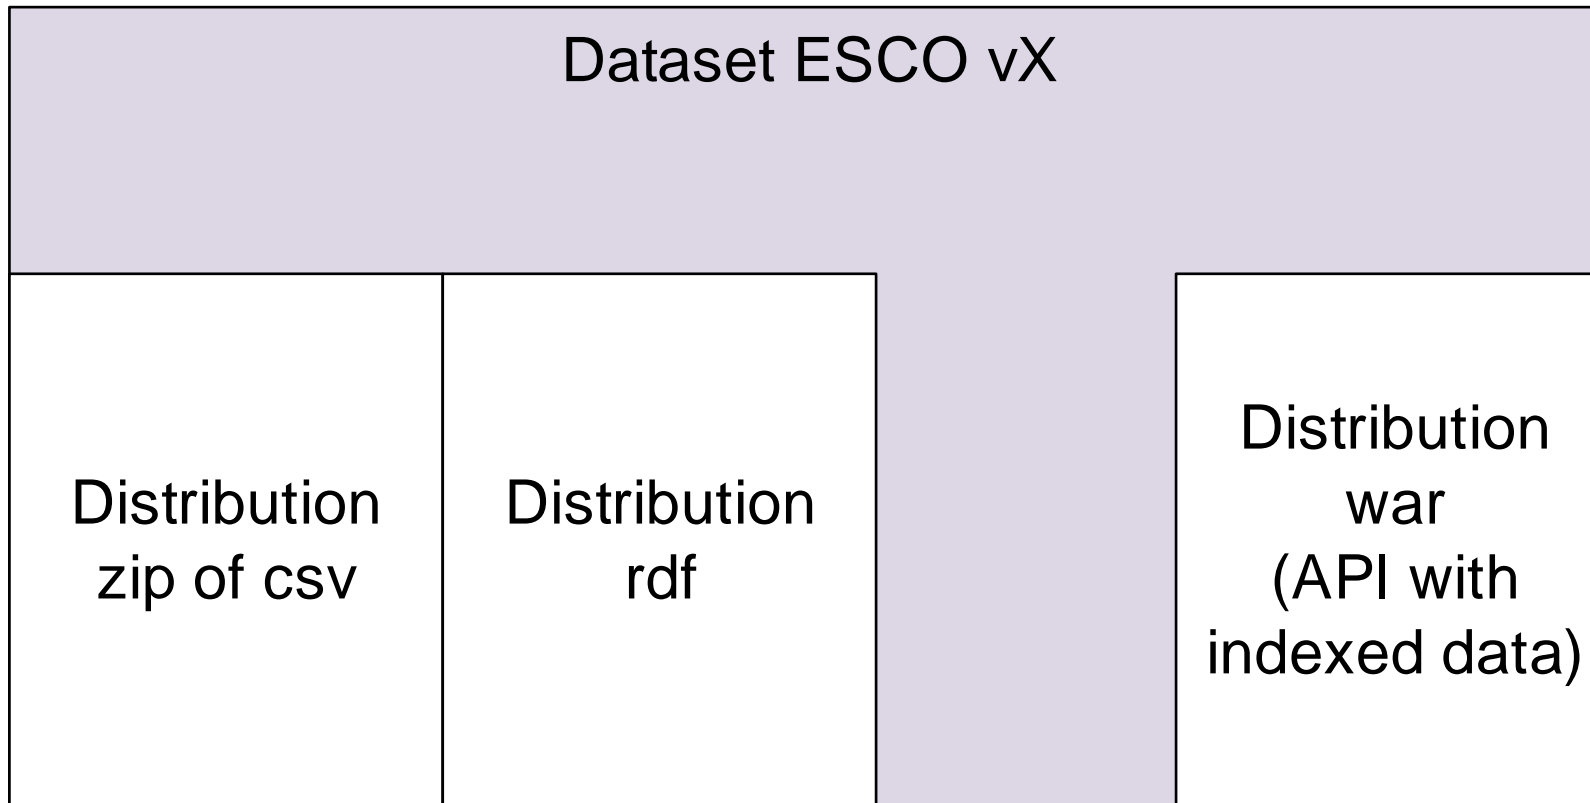 Dataset ESCO vX
Distribution
zip of csv
Distribution
rdf
Distribution
war
(API with
indexed data)